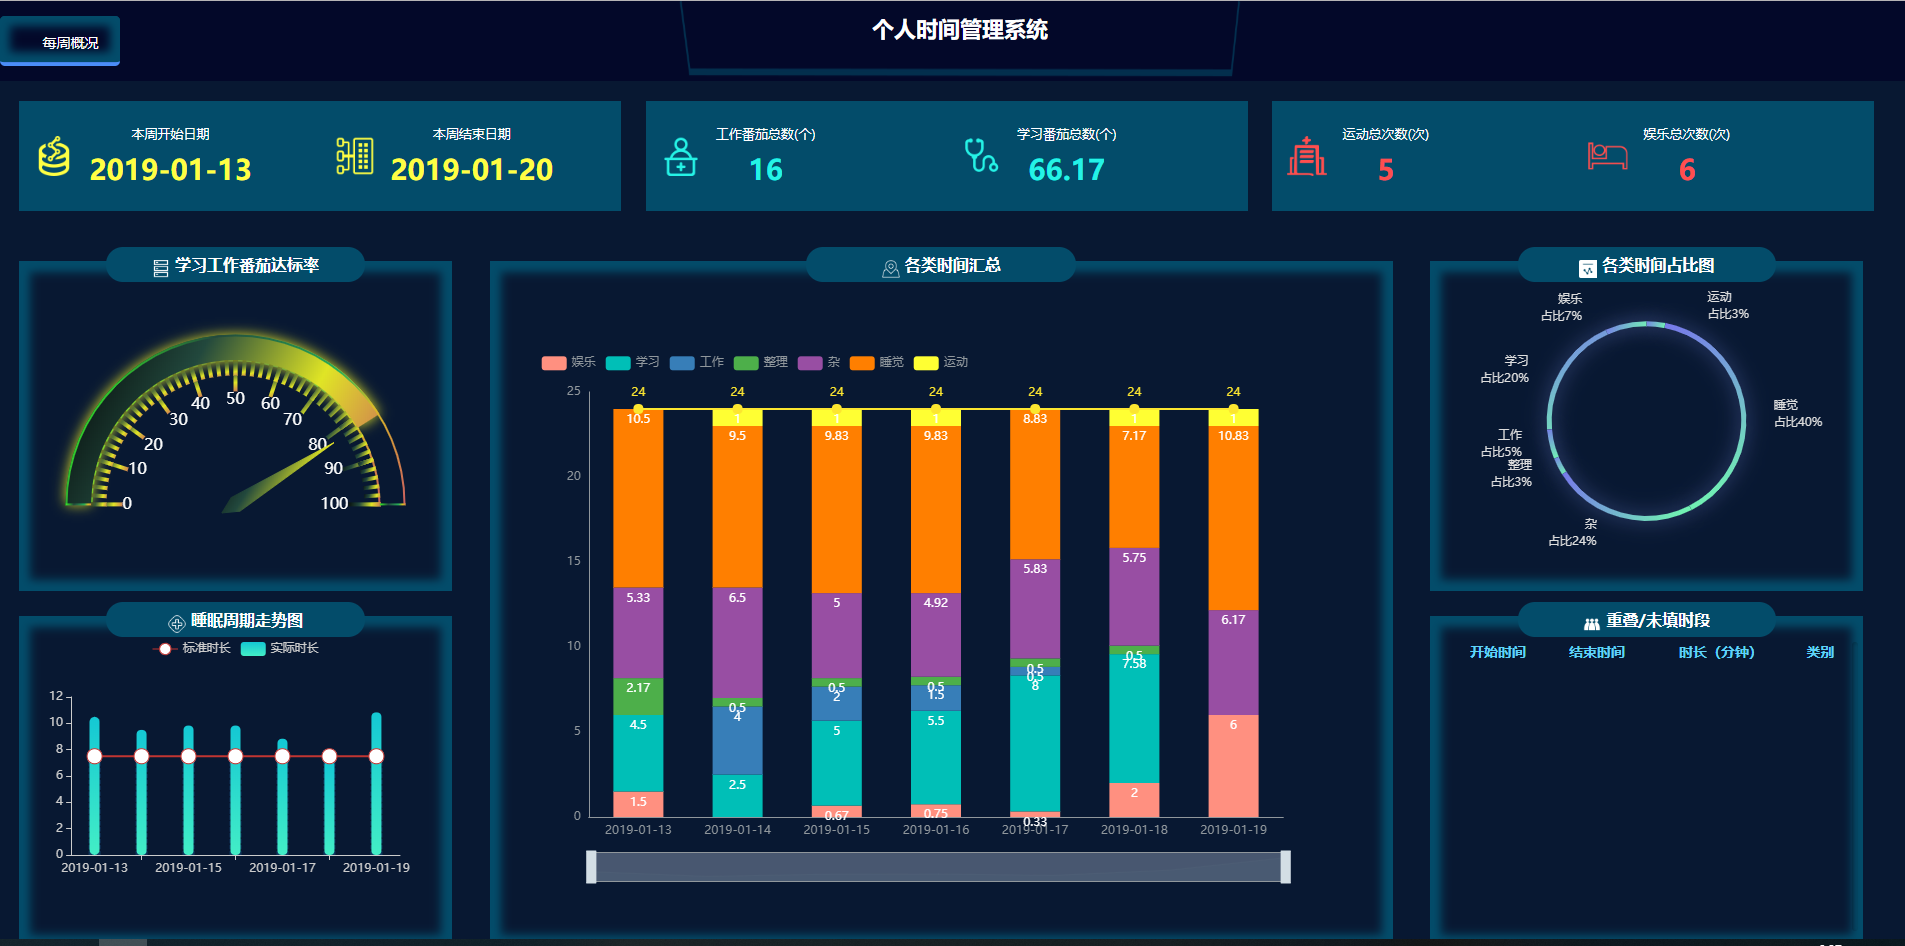 个人时间管理系统
每周概况
本周开始日期
2019-01-13
本周结束日期
2019-01-20
工作番茄总数(个)
16
学习番茄总数(个)
66.17
运动总次数(次)
5
娱乐总次数(次)
6
学习工作番茄达标率
0
10
20
30
40
50
60
70
80
90
100
睡眠周期走势图
标准时长 实际时长
12
10
8
6
4
2
0
2019-01-13 2019-01-15 2019-01-17 2019-01-19
各类时间汇总
娱乐 学习 工作 整理 杂 睡觉 运动
25
20
15
10
5
0
24 24 24 24 24 24 24
10.5
5.33
2.17
4.5
1.5
1
9.5
6.5
0.5
4
2.5
1
9.83
5
0.5
2
5
0.67
1
9.83
4.92
0.5
1.5
5.5
0.75
8.83
5.83
0.5
0.5
8
0.33
1
7.17
5.75
0.5
7.58
2
1
10.83
6.17
6
2019-01-13 2019-01-14 2019-01-15 2019-01-16 2019-01-17 2019-01-18 2019-01-19
各类时间占比图
运动
占比3%
睡觉
占比40%
杂
占比24%
整理
占比3%
工作
占比5%
学习
占比20%
娱乐
占比7%
重叠/未填时段
开始时间 结束时间 时长（分钟） 类别